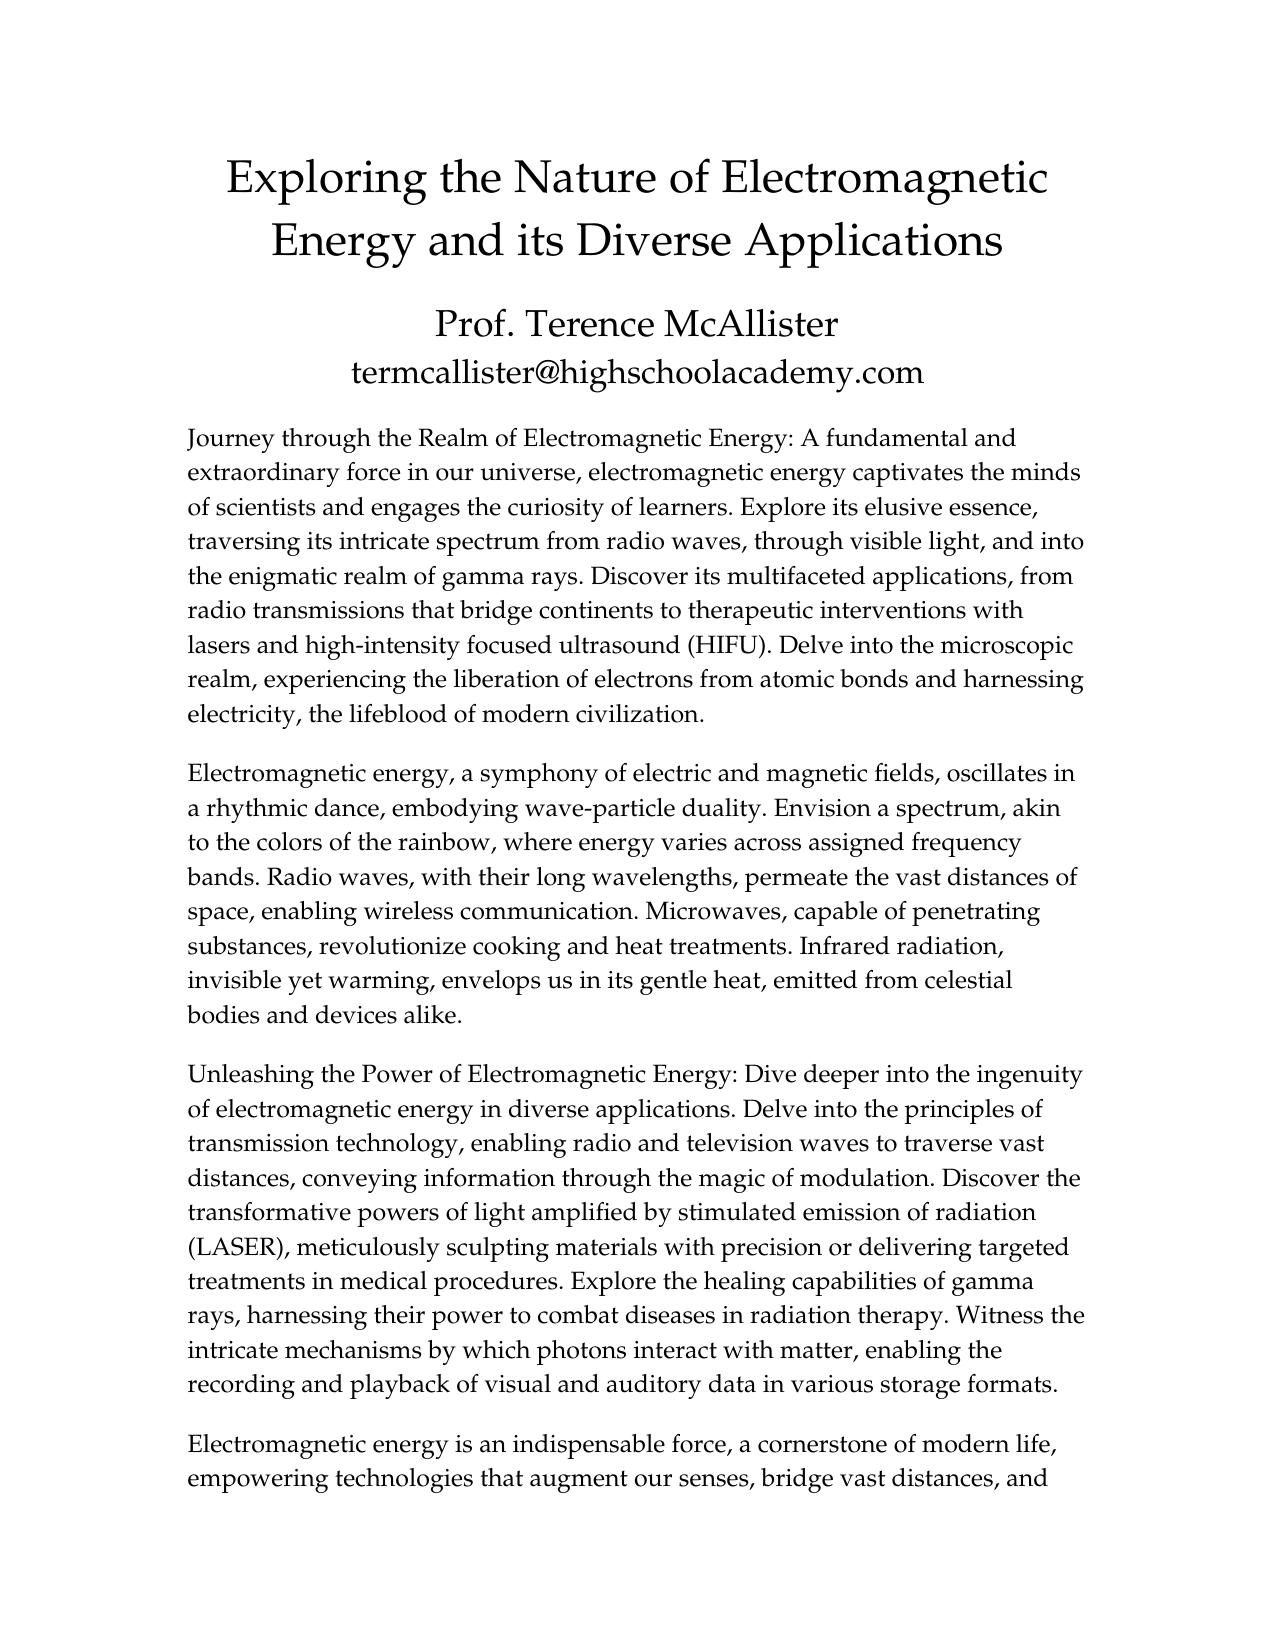 Exploring the Nature of Electromagnetic
Energy and its Diverse Applications
Prof. Terence McAllister
termcallister@highschoolacademy.com
Journey through the Realm of Electromagnetic Energy: A fundamental and
extraordinary force in our universe, electromagnetic energy captivates the minds
of scientists and engages the curiosity of learners. Explore its elusive essence,
traversing its intricate spectrum from radio waves, through visible light, and into
the enigmatic realm of gamma rays. Discover its multifaceted applications, from
radio transmissions that bridge continents to therapeutic interventions with
lasers and high-intensity focused ultrasound (HIFU). Delve into the microscopic
realm, experiencing the liberation of electrons from atomic bonds and harnessing
electricity, the lifeblood of modern civilization.
Electromagnetic energy, a symphony of electric and magnetic fields, oscillates in
a rhythmic dance, embodying wave-particle duality. Envision a spectrum, akin
to the colors of the rainbow, where energy varies across assigned frequency
bands. Radio waves, with their long wavelengths, permeate the vast distances of
space, enabling wireless communication. Microwaves, capable of penetrating
substances, revolutionize cooking and heat treatments. Infrared radiation,
invisible yet warming, envelops us in its gentle heat, emitted from celestial
bodies and devices alike.
Unleashing the Power of Electromagnetic Energy: Dive deeper into the ingenuity
of electromagnetic energy in diverse applications. Delve into the principles of
transmission technology, enabling radio and television waves to traverse vast
distances, conveying information through the magic of modulation. Discover the
transformative powers of light amplified by stimulated emission of radiation
(LASER), meticulously sculpting materials with precision or delivering targeted
treatments in medical procedures. Explore the healing capabilities of gamma
rays, harnessing their power to combat diseases in radiation therapy. Witness the
intricate mechanisms by which photons interact with matter, enabling the
recording and playback of visual and auditory data in various storage formats.
Electromagnetic energy is an indispensable force, a cornerstone of modern life,
empowering technologies that augment our senses, bridge vast distances, and